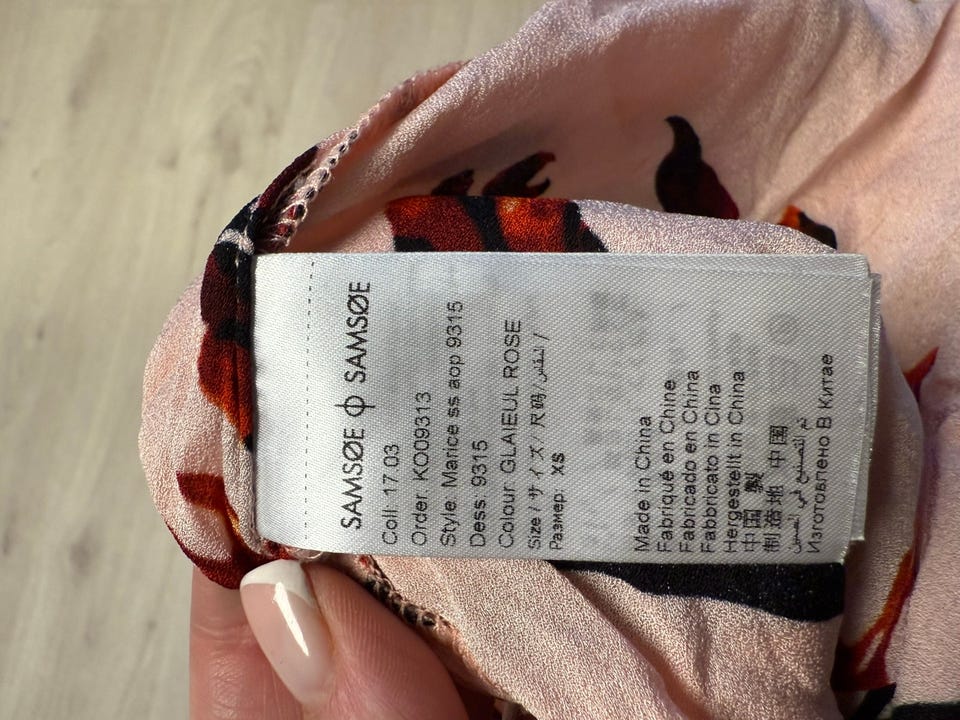 SAMSØE Φ SAMSØE
Coll 17 03
Order KO09313
Style Marice ss aop 9315
Dess 9315
Colour GLAIEUL ROSE
Size / サイズ / 尺码 / المقاس /
Размер XS
Made in China
Fabriqué en Chine
Fabricado en China
Fabbricato in Cina
Hergestellt in China
中国 製
制造地 中国
تم التصنيع في الصين
Изготовлено В Китае